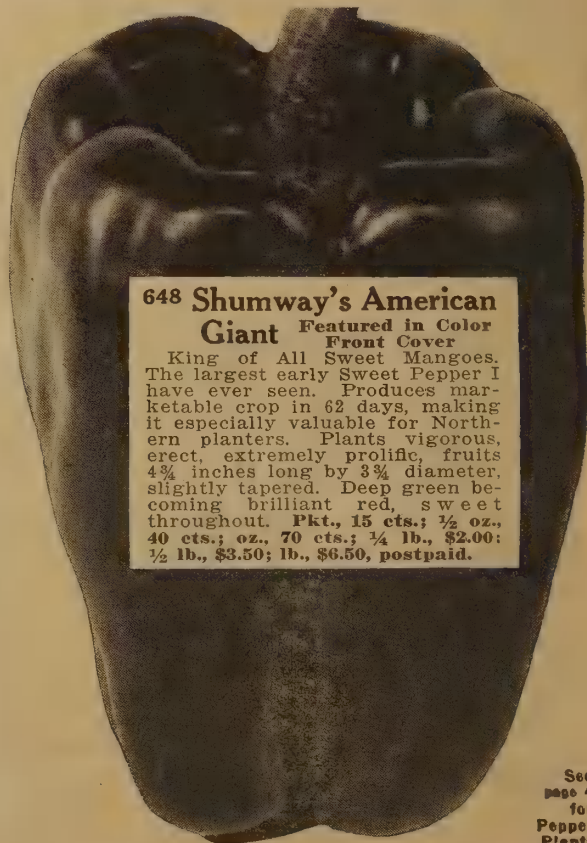 648 Shumway's American
Giant Featured in Color
Front Cover
King of All Sweet Mangoes.
The largest early Sweet Pepper I
have ever seen. Produces mar-
ketable crop in 62 days, making
it especially valuable for North-
ern planters. Plants vigorous,
erect, extremely prolific, fruits
4¾ inches long by 3¾ diameter,
slightly tapered. Deep green be-
coming brilliant red, sweet
throughout. Pkt., 15 cts.; ½ oz.,
40 cts.; oz., 70 cts.; ¼ lb., $2.00:
½ lb., $3.50; lb., $6.50, postpaid.
page